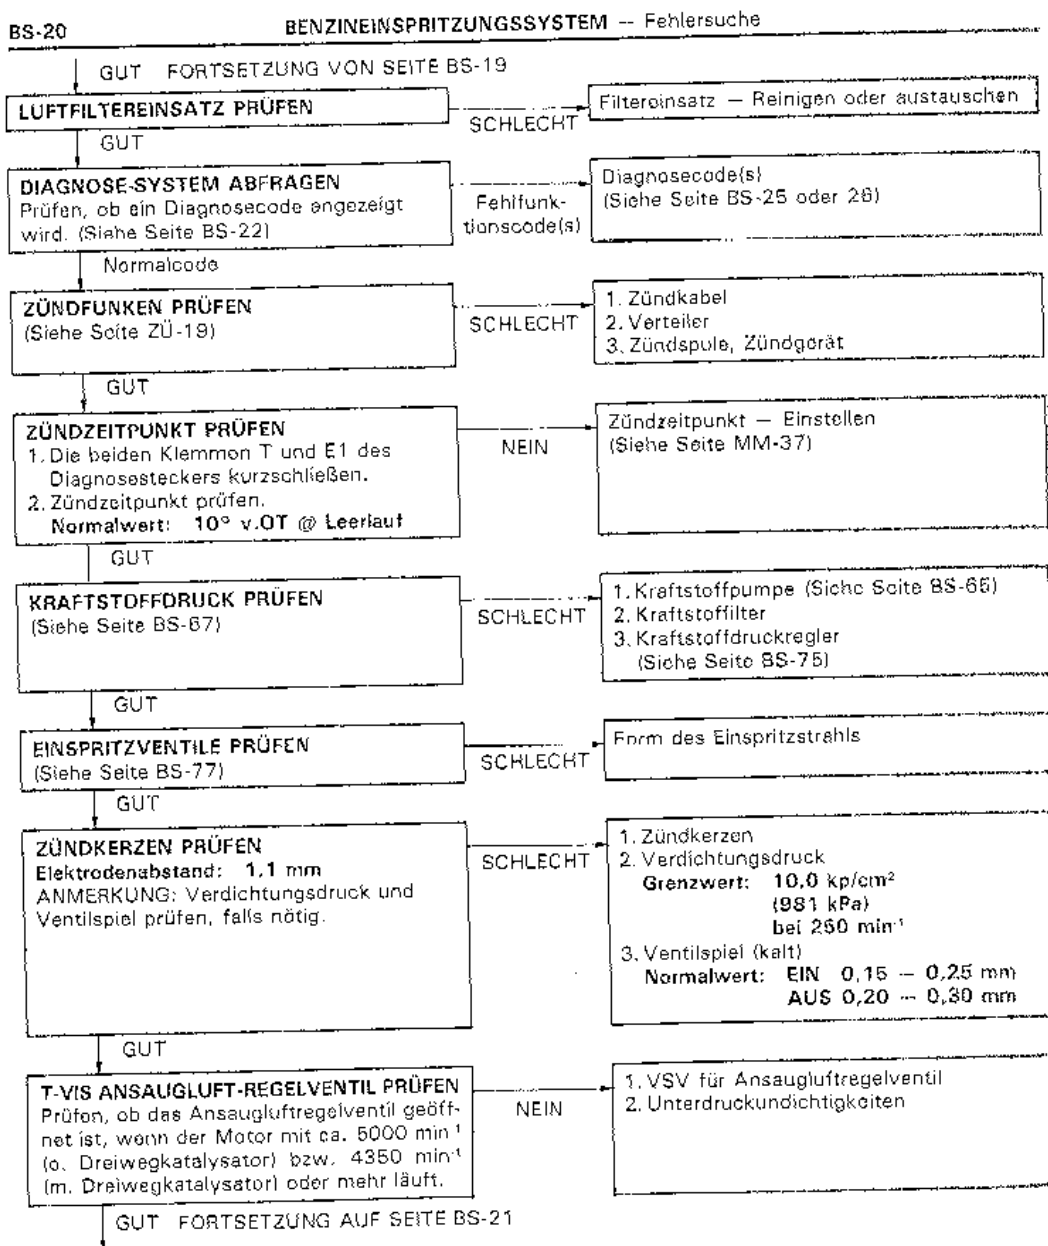 BS-20 BENZINEINSPRITZUNGSSYSTEM — Fehlersuche
GUT FORTSETZUNG VON SEITE BS-19
LUFTFILTEREINSATZ PRÜFEN
SCHLECHT
Filtereinsatz — Reinigen oder austauschen
GUT
DIAGNOSE-SYSTEM ABFRAGEN
Prüfen, ob ein Diagnosecode angezeigt
wird. (Siehe Seite BS-22)
Fehlfunk-
tionscode(s)
Diagnosecode(s)
(Siehe Seite BS-25 oder 26)
Normalcode
ZÜNDFUNKEN PRÜFEN
(Siehe Seite ZÜ-19)
SCHLECHT
1. Zündkabel
2. Verteiler
3. Zündspule, Zündgerät
GUT
ZÜNDZEITPUNKT PRÜFEN
1. Die beiden Klemmen T und E1 des
Diagnosesteckers kurzschließen.
2. Zündzeitpunkt prüfen.
Normalwert: 10° v.OT @ Leerlauf
NEIN
Zündzeitpunkt — Einstellen
(Siehe Seite MM-37)
GUT
KRAFTSTOFFDRUCK PRÜFEN
(Siehe Seite BS-67)
SCHLECHT
1. Kraftstoffpumpe (Siehe Seite BS-65)
2. Kraftstoffilter
3. Kraftstoffdruckregler
(Siehe Seite BS-75)
GUT
EINSPRITZVENTILE PRÜFEN
(Siehe Seite BS-77)
SCHLECHT
Form des Einspritzstrahls
GUT
ZÜNDKERZEN PRÜFEN
Elektrodenabstand: 1,1 mm
ANMERKUNG: Verdichtungsdruck und
Ventilspiel prüfen, falls nötig.
SCHLECHT
1. Zündkerzen
2. Verdichtungsdruck
Grenzwert: 10,0 kp/cm²
(981 kPa)
bei 250 min⁻¹
3. Ventilspiel (kalt)
Normalwert: EIN 0,15 — 0,25 mm
AUS 0,20 — 0,30 mm
GUT
T-VIS ANSAUGLUFT-REGELVENTIL PRÜFEN
Prüfen, ob das Ansaugluftregelventil geöff-
net ist, wenn der Motor mit ca. 5000 min⁻¹
(o. Dreiwegkatalysator) bzw. 4350 min⁻¹
(m. Dreiwegkatalysator) oder mehr läuft.
NEIN
1. VSV für Ansaugluftregelventil
2. Unterdruckundichtigkeiten
GUT FORTSETZUNG AUF SEITE BS-21